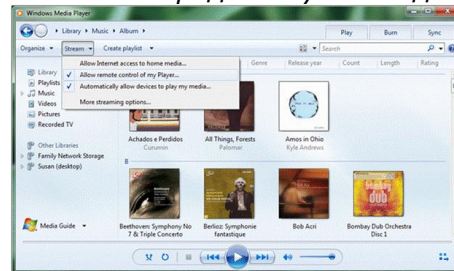 Windows Media Player
Library ▸ Music ▸ Album ▸
Play Burn Sync
Organize Stream Create playlist Search
Allow Internet access to home media...
Allow remote control of my Player...
Automatically allow devices to play my media...
More streaming options...
Genre Release year Count Length Rating
Library
Playlists
Music
Videos
Pictures
Recorded TV
Other Libraries
Family Network Storage
Susan (desktop)
Achados e Perdidos
Curumin
All Things, Forests
Palomar
Amos in Ohio
Kyle Andrews
B
bombay
dub
Beethoven: Symphony No
7 & Triple Concerto
Berlioz: Symphonie
fantastique
Bob Acri
Bombay Dub Orchestra
Disc 1
Media Guide